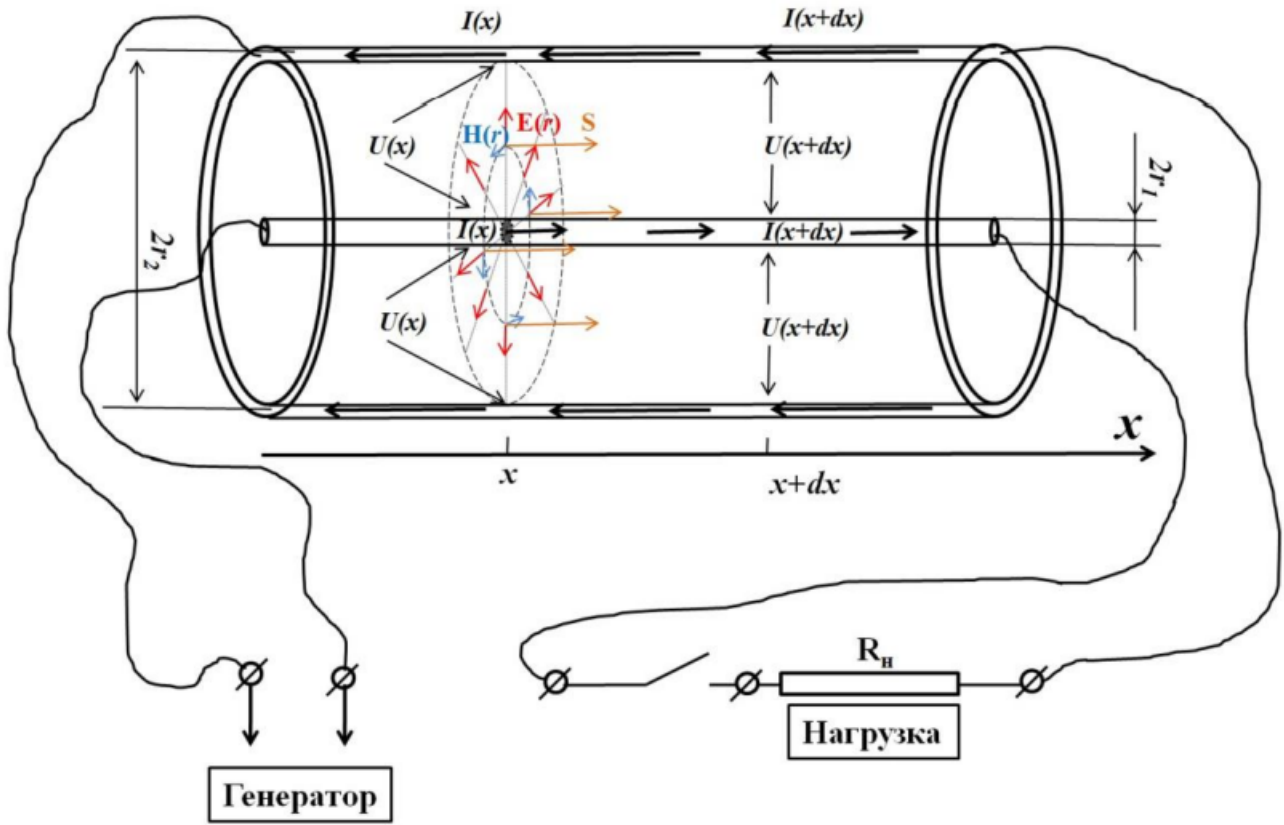 I(x)
I(x+dx)
U(x)
H(r)
E(r)
S
U(x+dx)
2r₁
2r₂
I(x)
I(x+dx)
U(x)
U(x+dx)
x
x
x+dx
Rн
Нагрузка
Генератор